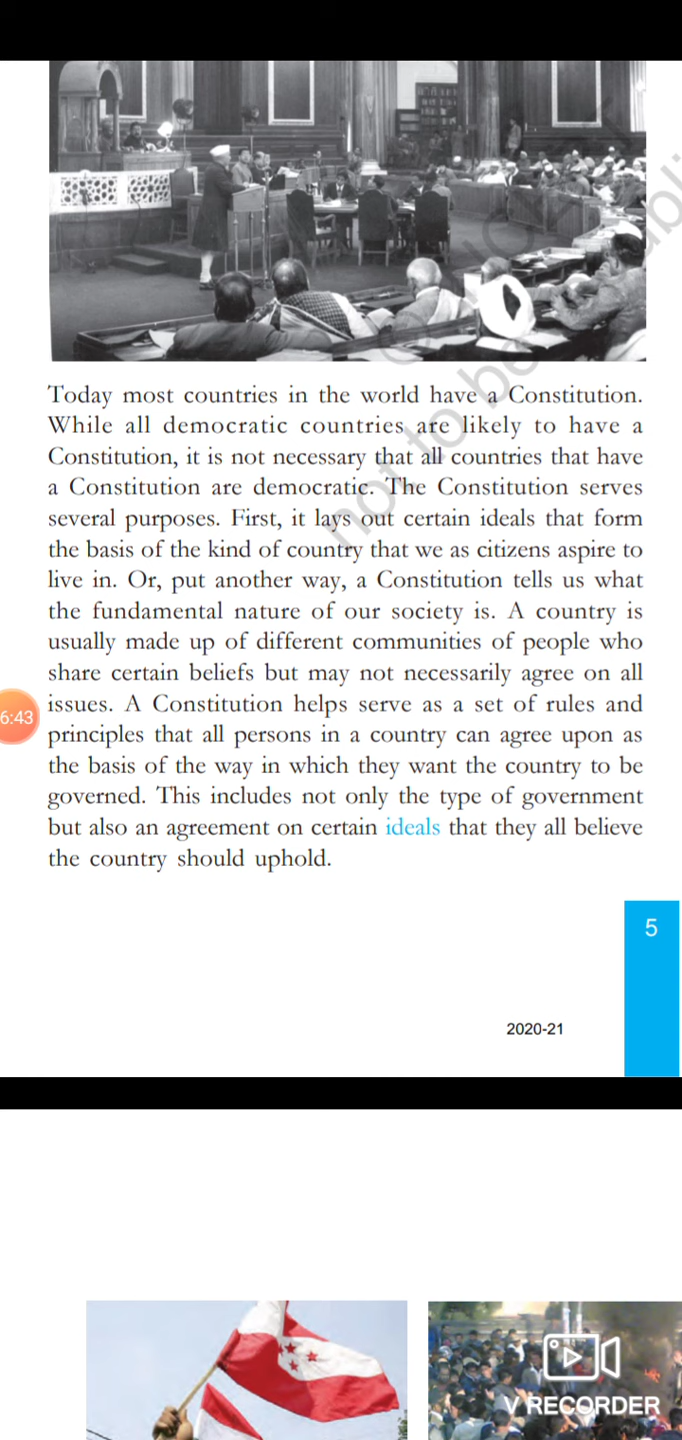 Today most countries in the world have a Constitution.
While all democratic countries are likely to have a
Constitution, it is not necessary that all countries that have
a Constitution are democratic. The Constitution serves
several purposes. First, it lays out certain ideals that form
the basis of the kind of country that we as citizens aspire to
live in. Or, put another way, a Constitution tells us what
the fundamental nature of our society is. A country is
usually made up of different communities of people who
share certain beliefs but may not necessarily agree on all
issues. A Constitution helps serve as a set of rules and
6:43
principles that all persons in a country can agree upon as
the basis of the way in which they want the country to be
governed. This includes not only the type of government
but also an agreement on certain ideals that they all believe
the country should uphold.
not to be
5
2020-21
V RECORDER